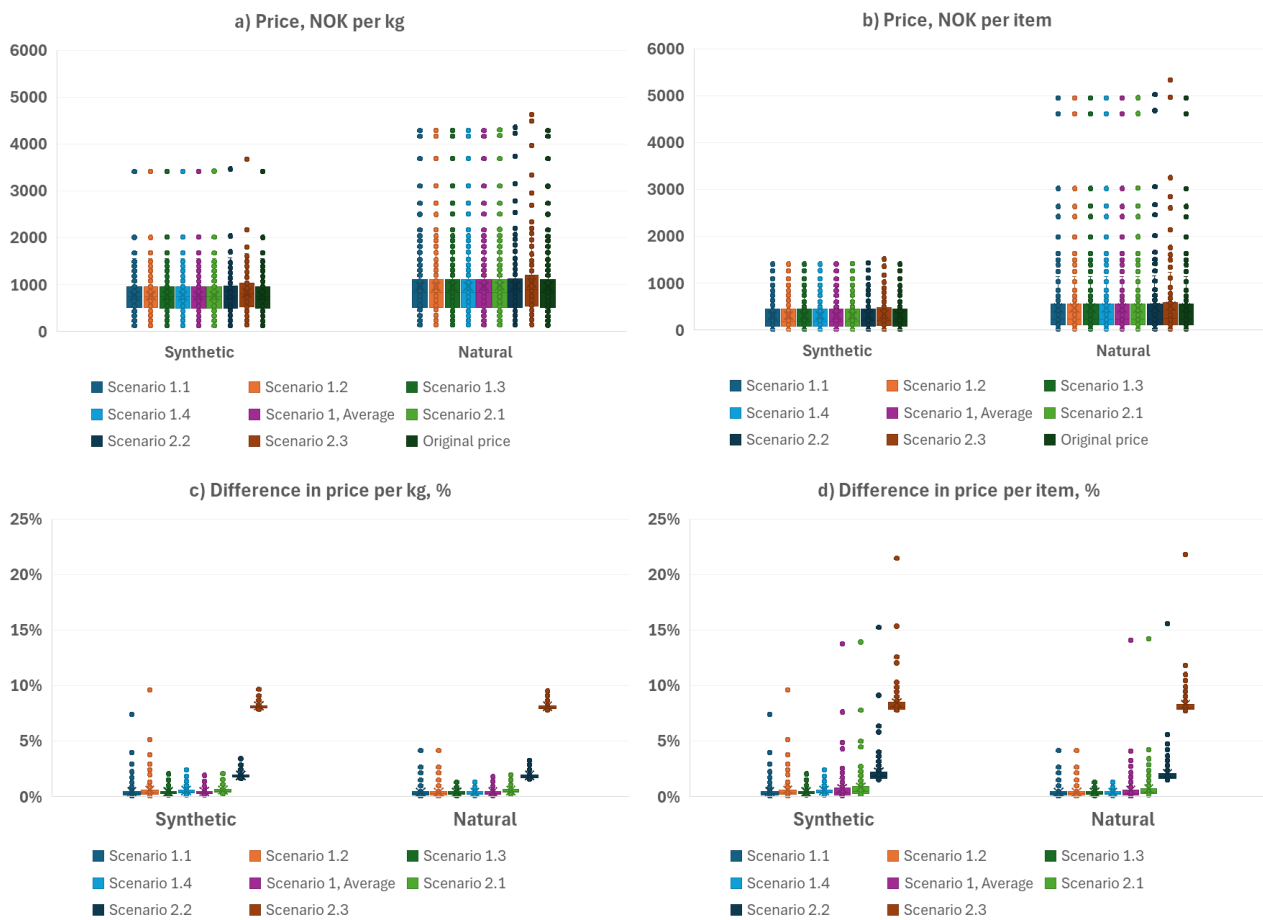 a) Price, NOK per kg
6000
5000
4000
3000
2000
1000
0
Synthetic Natural
Scenario 1.1 Scenario 1.2 Scenario 1.3
Scenario 1.4 Scenario 1, Average Scenario 2.1
Scenario 2.2 Scenario 2.3 Original price
b) Price, NOK per item
6000
5000
4000
3000
2000
1000
0
Synthetic Natural
Scenario 1.1 Scenario 1.2 Scenario 1.3
Scenario 1.4 Scenario 1, Average Scenario 2.1
Scenario 2.2 Scenario 2.3 Original price
c) Difference in price per kg, %
25%
20%
15%
10%
5%
0%
Synthetic Natural
Scenario 1.1 Scenario 1.2 Scenario 1.3
Scenario 1.4 Scenario 1, Average Scenario 2.1
Scenario 2.2 Scenario 2.3
d) Difference in price per item, %
25%
20%
15%
10%
5%
0%
Synthetic Natural
Scenario 1.1 Scenario 1.2 Scenario 1.3
Scenario 1.4 Scenario 1, Average Scenario 2.1
Scenario 2.2 Scenario 2.3